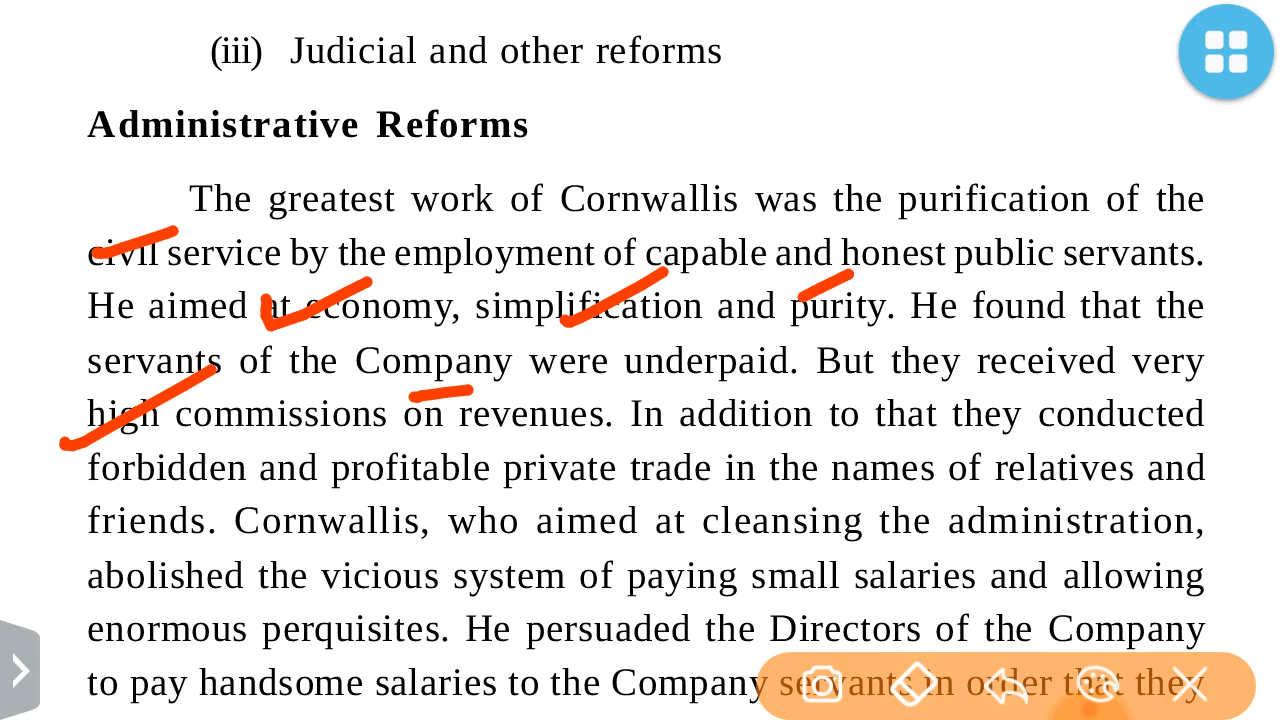 (iii) Judicial and other reforms
Administrative Reforms
The greatest work of Cornwallis was the purification of the
civil service by the employment of capable and honest public servants.
He aimed at economy, simplification and purity. He found that the
servants of the Company were underpaid. But they received very
high commissions on revenues. In addition to that they conducted
forbidden and profitable private trade in the names of relatives and
friends. Cornwallis, who aimed at cleansing the administration,
abolished the vicious system of paying small salaries and allowing
enormous perquisites. He persuaded the Directors of the Company
to pay handsome salaries to the Company servants in order that they